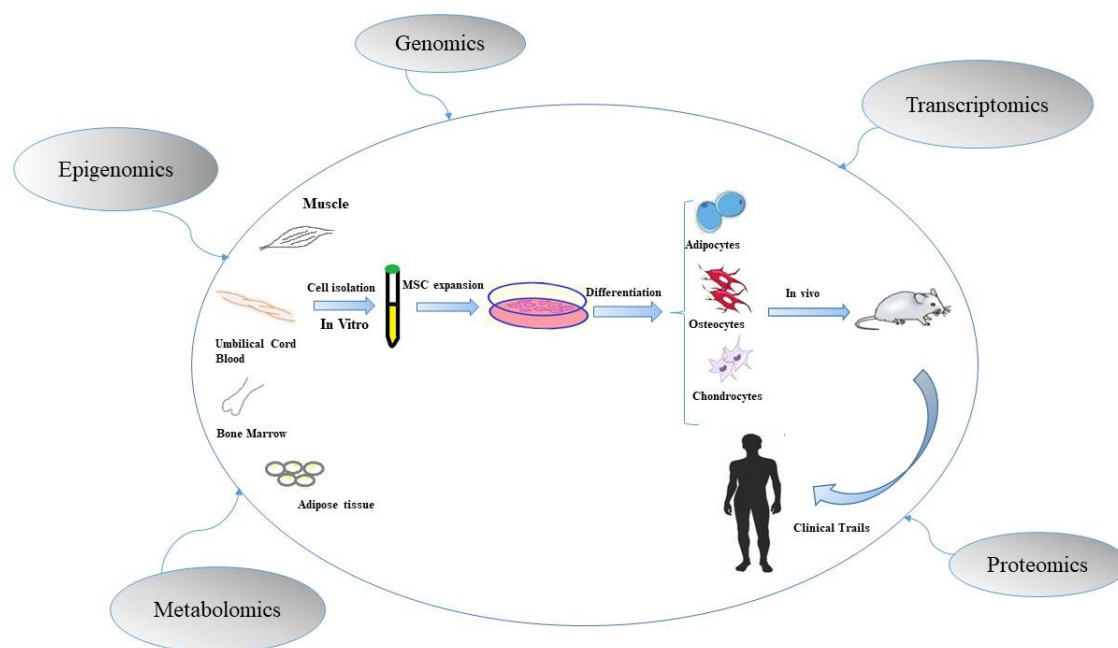 Genomics
Transcriptomics
Epigenomics
Muscle
Adipocytes
Cell isolation
In Vitro
MSC expansion
Differentiation
In vivo
Umbilical Cord
Blood
Osteocytes
Chondrocytes
Bone Marrow
Adipose tissue
Clinical Trails
Proteomics
Metabolomics